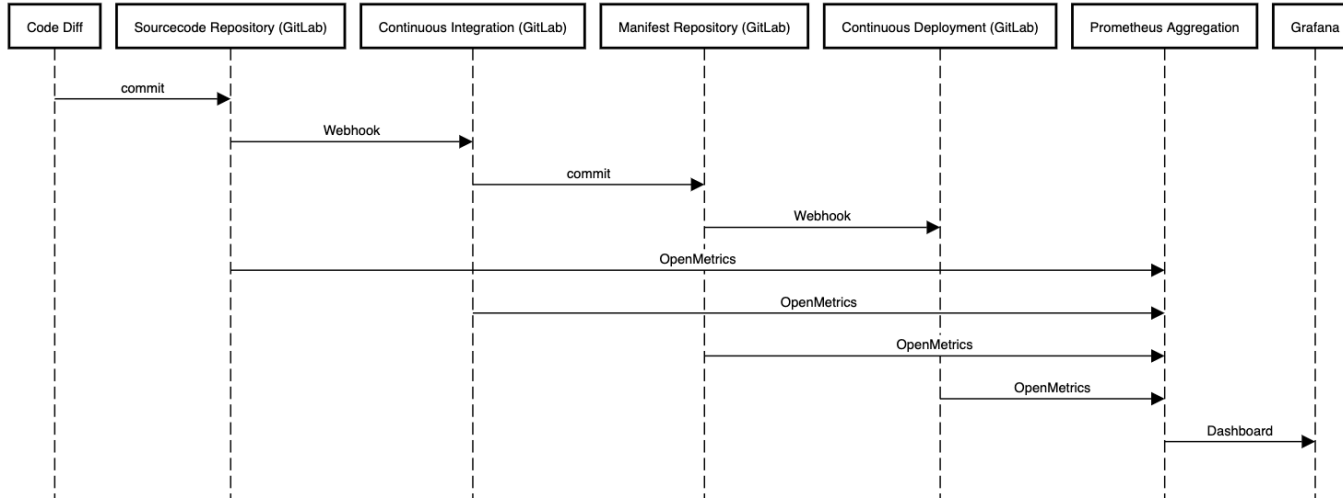 Code Diff
Sourcecode Repository (GitLab)
Continuous Integration (GitLab)
Manifest Repository (GitLab)
Continuous Deployment (GitLab)
Prometheus Aggregation
Grafana
commit
Webhook
commit
Webhook
OpenMetrics
OpenMetrics
OpenMetrics
OpenMetrics
Dashboard